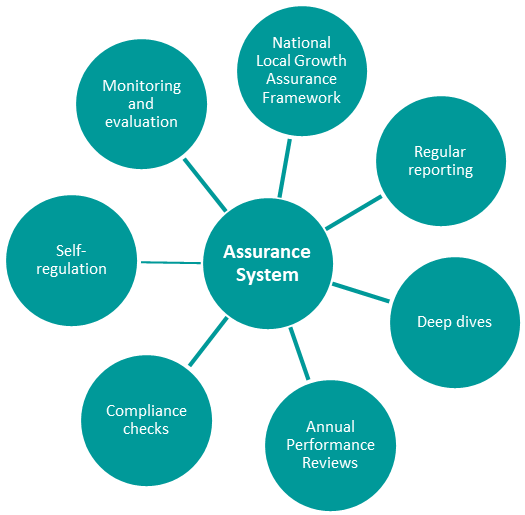 National
Local Growth
Assurance
Framework
Monitoring
and
evaluation
Regular
reporting
Assurance
System
Self-
regulation
Deep dives
Compliance
checks
Annual
Performance
Reviews